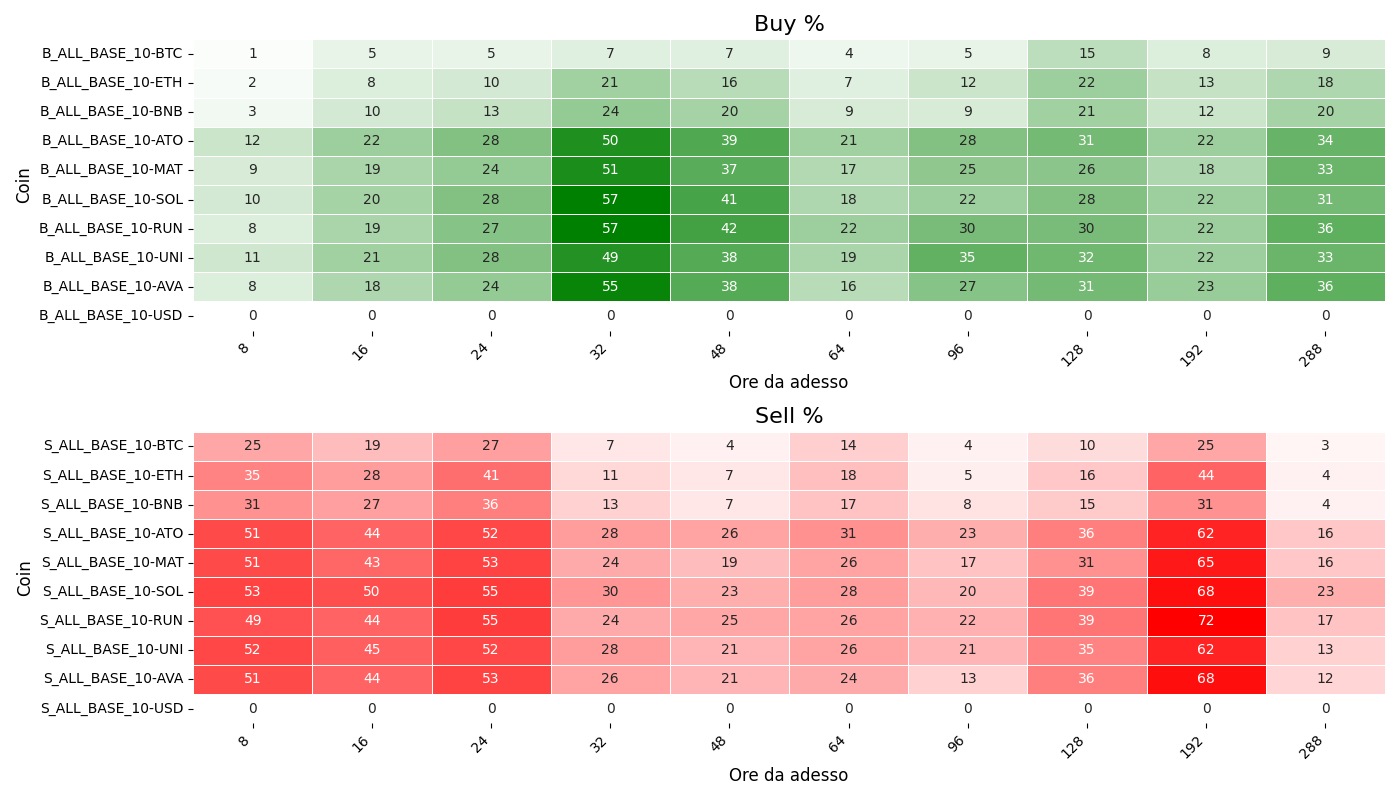 Buy %
Coin
B_ALL_BASE_10-BTC 1 5 5 7 7 4 5 15 8 9
B_ALL_BASE_10-ETH 2 8 10 21 16 7 12 22 13 18
B_ALL_BASE_10-BNB 3 10 13 24 20 9 9 21 12 20
B_ALL_BASE_10-ATO 12 22 28 50 39 21 28 31 22 34
B_ALL_BASE_10-MAT 9 19 24 51 37 17 25 26 18 33
B_ALL_BASE_10-SOL 10 20 28 57 41 18 22 28 22 31
B_ALL_BASE_10-RUN 8 19 27 57 42 22 30 30 22 36
B_ALL_BASE_10-UNI 11 21 28 49 38 19 35 32 22 33
B_ALL_BASE_10-AVA 8 18 24 55 38 16 27 31 23 36
B_ALL_BASE_10-USD 0 0 0 0 0 0 0 0 0 0
8 16 24 32 48 64 96 128 192 288
Ore da adesso
Sell %
Coin
S_ALL_BASE_10-BTC 25 19 27 7 4 14 4 10 25 3
S_ALL_BASE_10-ETH 35 28 41 11 7 18 5 16 44 4
S_ALL_BASE_10-BNB 31 27 36 13 7 17 8 15 31 4
S_ALL_BASE_10-ATO 51 44 52 28 26 31 23 36 62 16
S_ALL_BASE_10-MAT 51 43 53 24 19 26 17 31 65 16
S_ALL_BASE_10-SOL 53 50 55 30 23 28 20 39 68 23
S_ALL_BASE_10-RUN 49 44 55 24 25 26 22 39 72 17
S_ALL_BASE_10-UNI 52 45 52 28 21 26 21 35 62 13
S_ALL_BASE_10-AVA 51 44 53 26 21 24 13 36 68 12
S_ALL_BASE_10-USD 0 0 0 0 0 0 0 0 0 0
8 16 24 32 48 64 96 128 192 288
Ore da adesso